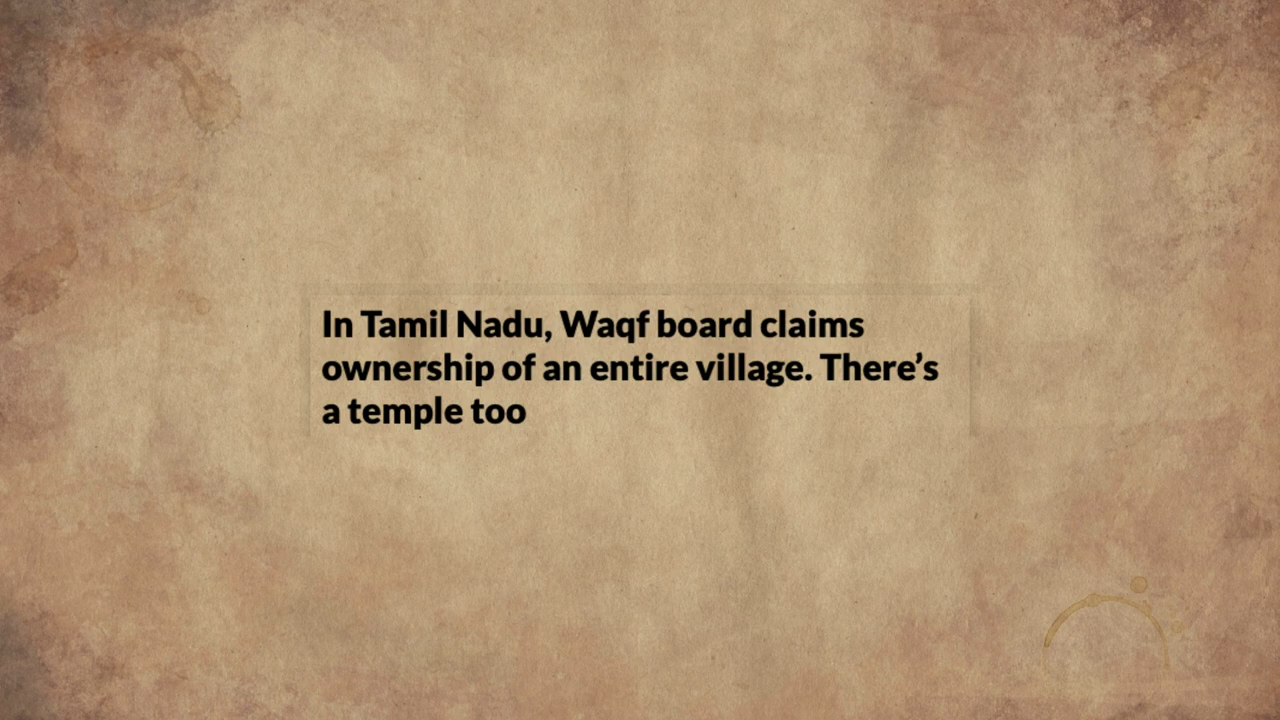 In Tamil Nadu, Waqf board claims
ownership of an entire village. There’s
a temple too